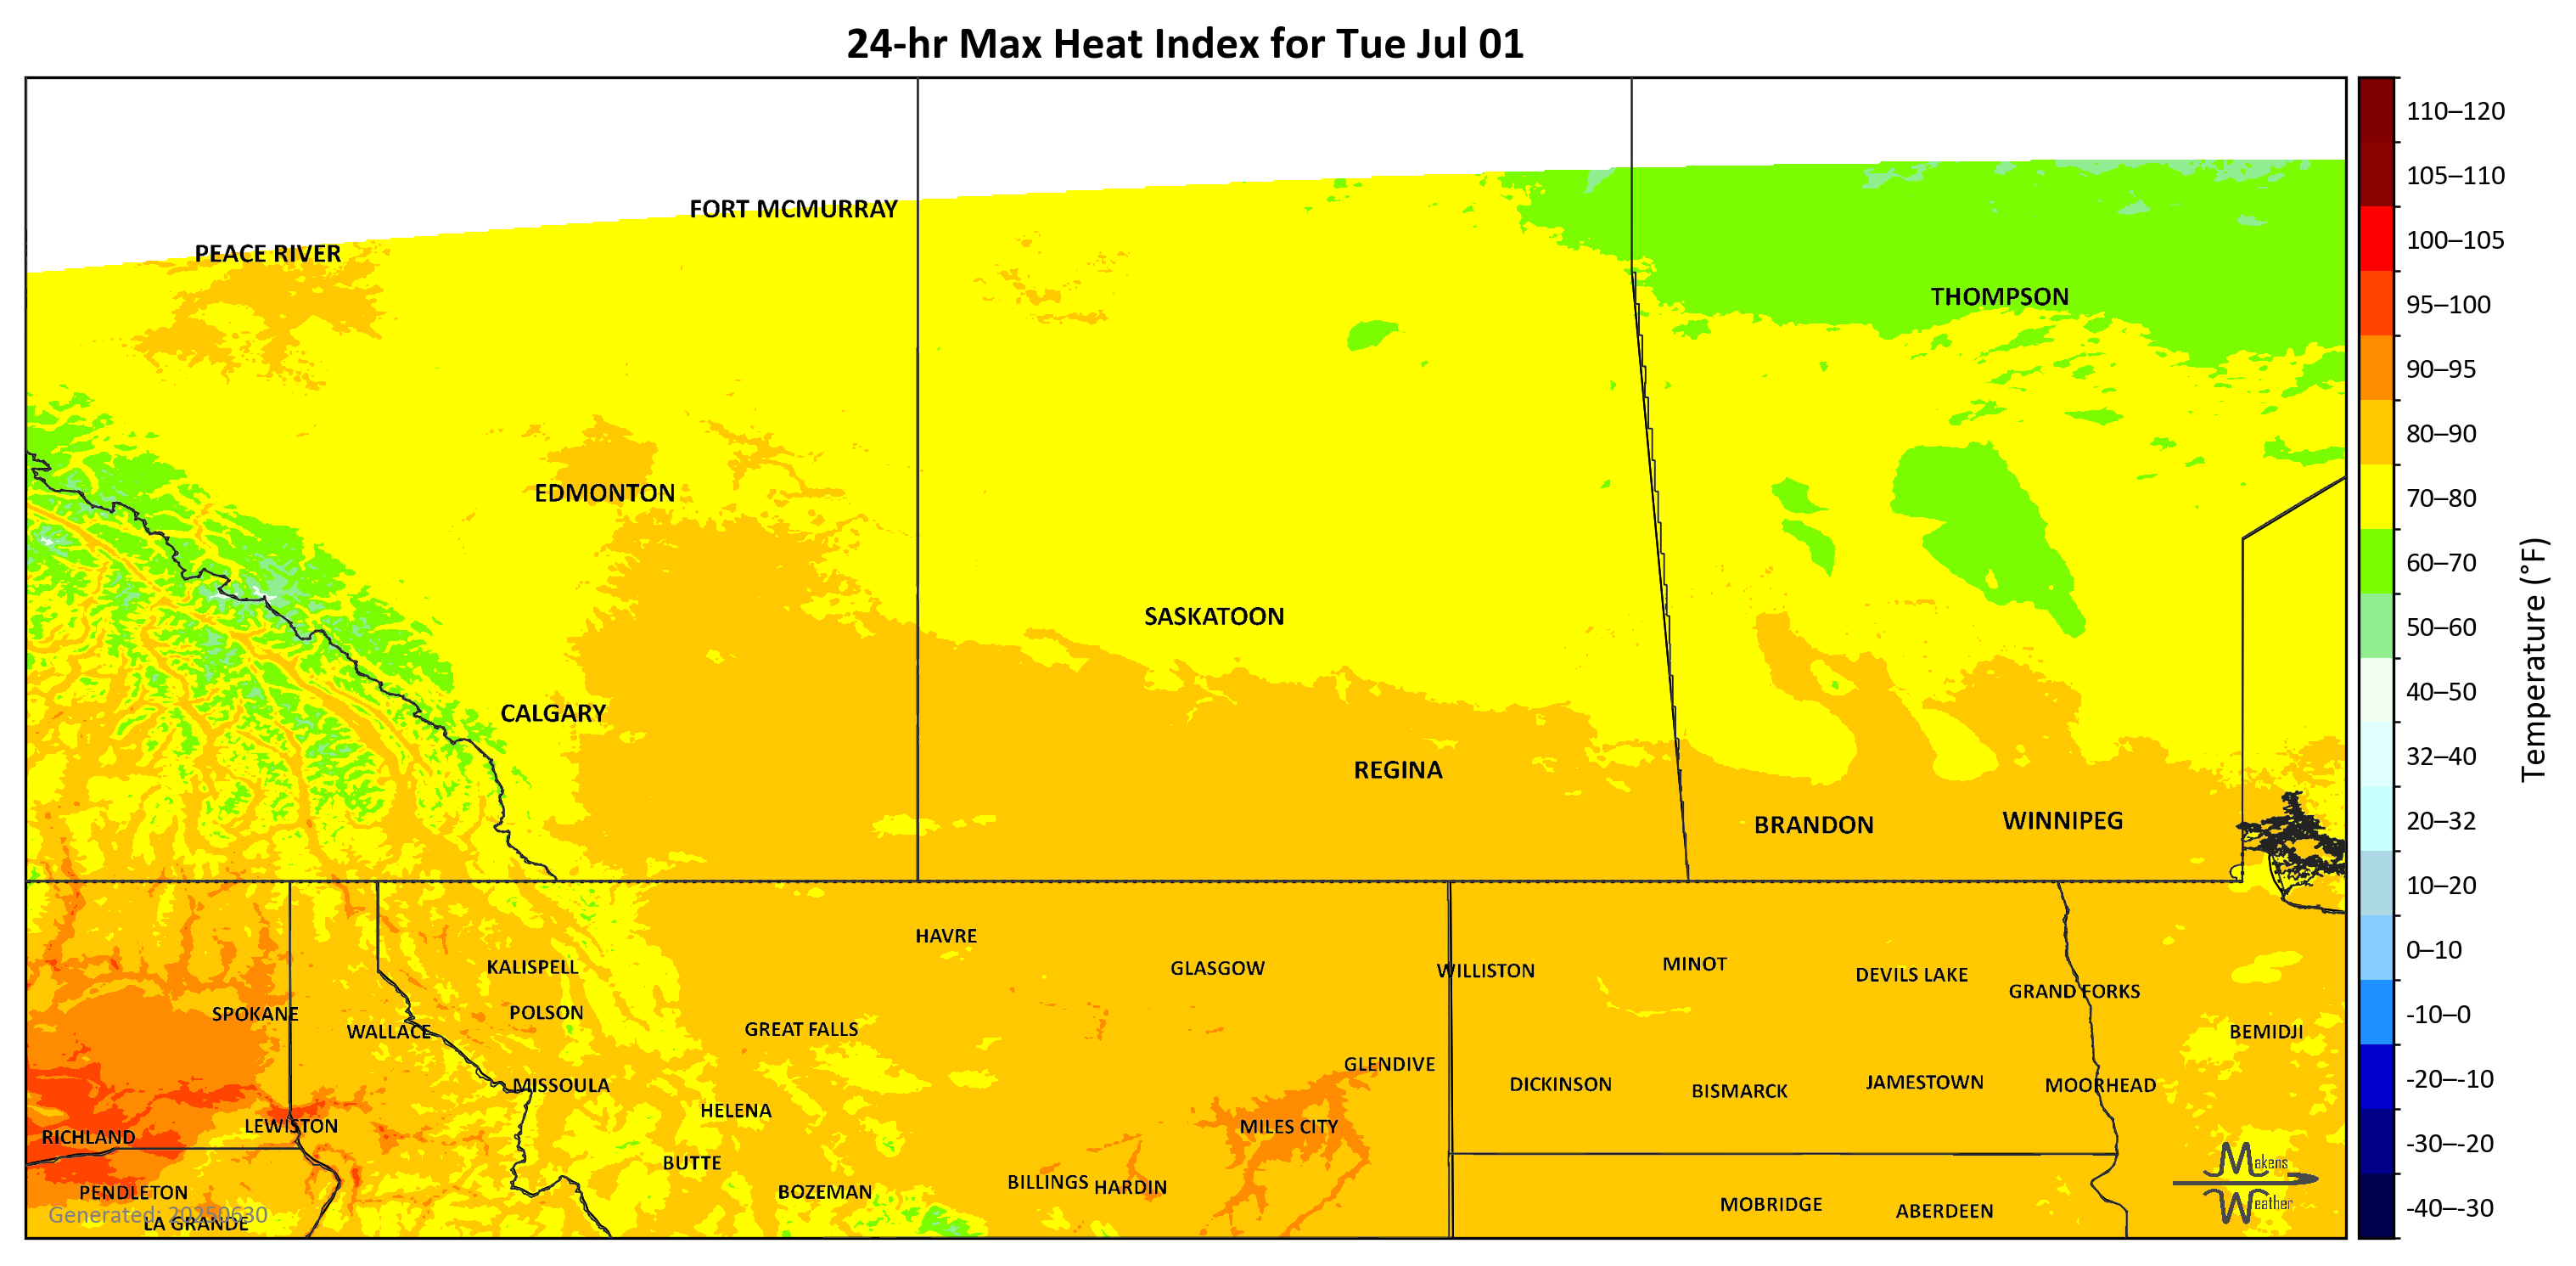 24-hr Max Heat Index for Tue Jul 01
110–120
105–110
FORT MCMURRAY
100–105
PEACE RIVER
THOMPSON
95–100
90–95
80–90
EDMONTON
70–80
60–70
SASKATOON
50–60
Temperature (°F)
40–50
CALGARY
32–40
REGINA
BRANDON
WINNIPEG
20–32
10–20
HAVRE
0–10
KALISPELL
GLASGOW
WILLISTON
MINOT
DEVILS LAKE
GRAND FORKS
SPOKANE
POLSON
-10–0
WALLACE
GREAT FALLS
BEMIDJI
GLENDIVE
-20–-10
MISSOULA
DICKINSON
BISMARCK
JAMESTOWN
MOORHEAD
HELENA
RICHLAND
LEWISTON
MILES CITY
-30–-20
BUTTE
Makens
Weather
PENDLETON
BOZEMAN
BILLINGS
HARDIN
MOBRIDGE
ABERDEEN
-40–-30
Generated: 20250630
LA GRANDE